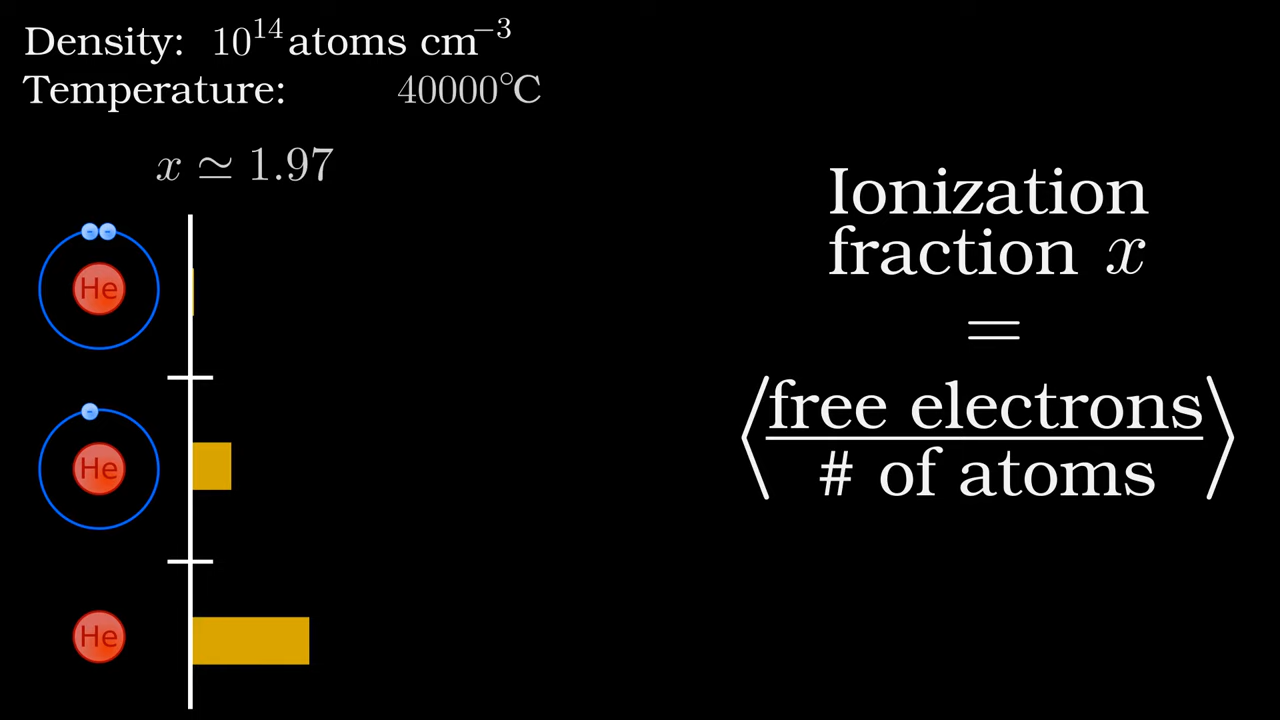 Density: 10^14 atoms cm^−3
Temperature: 40000°C
x ≃ 1.97
- -
He
-
He
He
Ionization
fraction x
=
⟨free electrons
# of atoms⟩